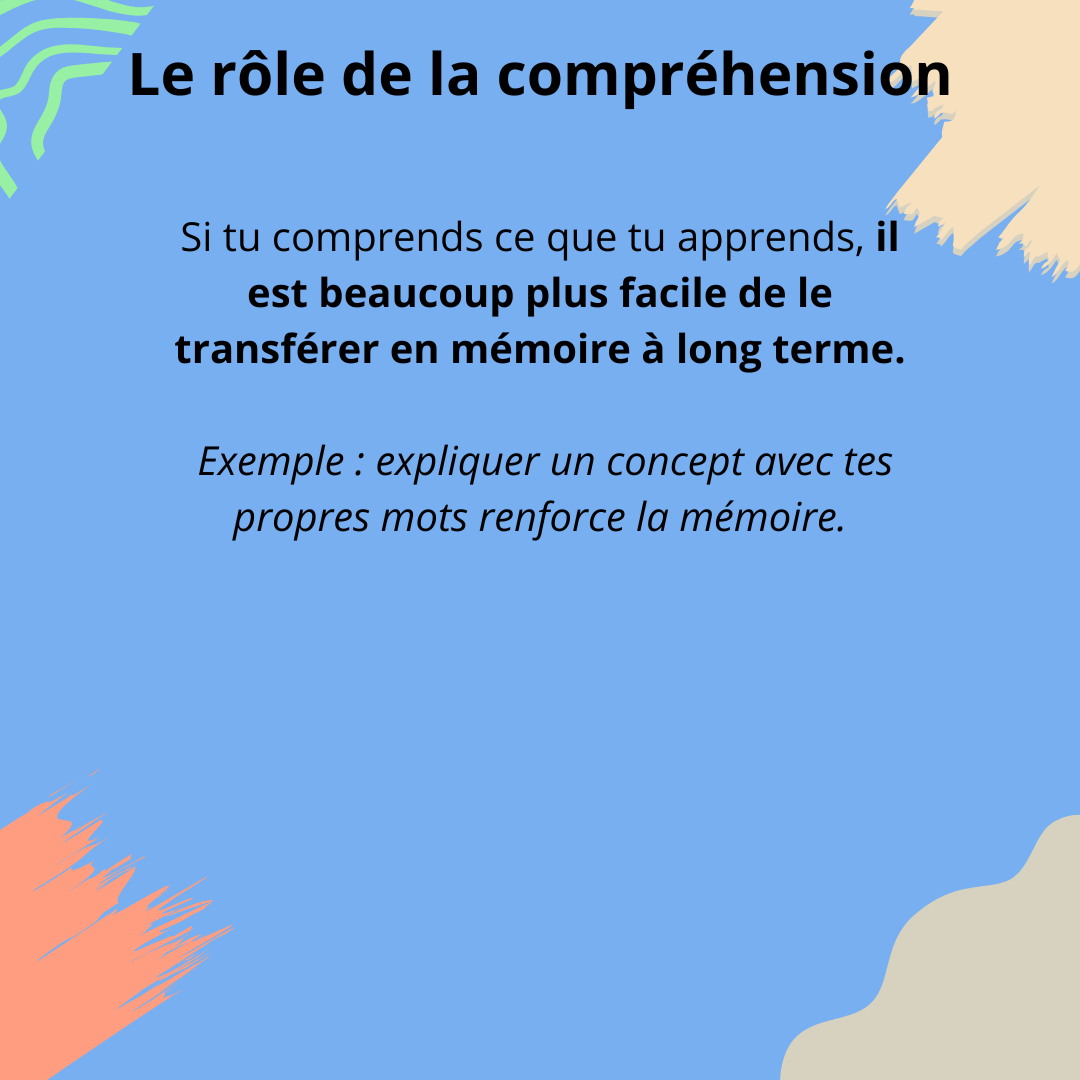 Le rôle de la compréhension
Si tu comprends ce que tu apprends, il
est beaucoup plus facile de le
transférer en mémoire à long terme.
Exemple : expliquer un concept avec tes
propres mots renforce la mémoire.